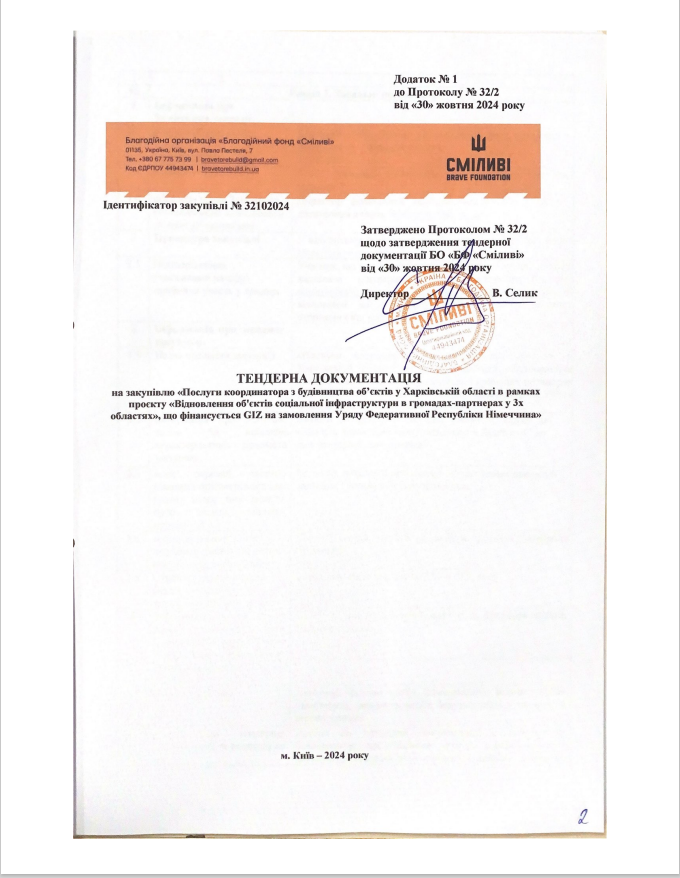 Додаток № 1
до Протоколу № 32/2
від «30» жовтня 2024 року
Благодійна організація «Благодійний фонд «Сміливі»
01135, Україна, Київ, вул. Павла Пестеля, 7
Тел. +380 67 775 73 99 | bravetorebuild@gmail.com
Код ЄДРПОУ 44943474 | bravetorebuild.in.ua
СМІЛИВІ
BRAVE FOUNDATION
Ідентифікатор закупівлі № 32102024
Затверджено Протоколом № 32/2
щодо затвердження тендерної
документації БО «БФ «Сміливі»
від «30» жовтня 2024 року
Директор В. Селик
УКРАЇНА
СМІЛИВІ
BRAVE FOUNDATION
44943474
ТЕНДЕРНА ДОКУМЕНТАЦІЯ
на закупівлю «Послуги координатора з будівництва об’єктів у Харківській області в рамках
проєкту «Відновлення об’єктів соціальної інфраструктури в громадах-партнерах у 3х
областях», що фінансується GIZ на замовлення Уряду Федеративної Республіки Німеччина»
м. Київ – 2024 року
2